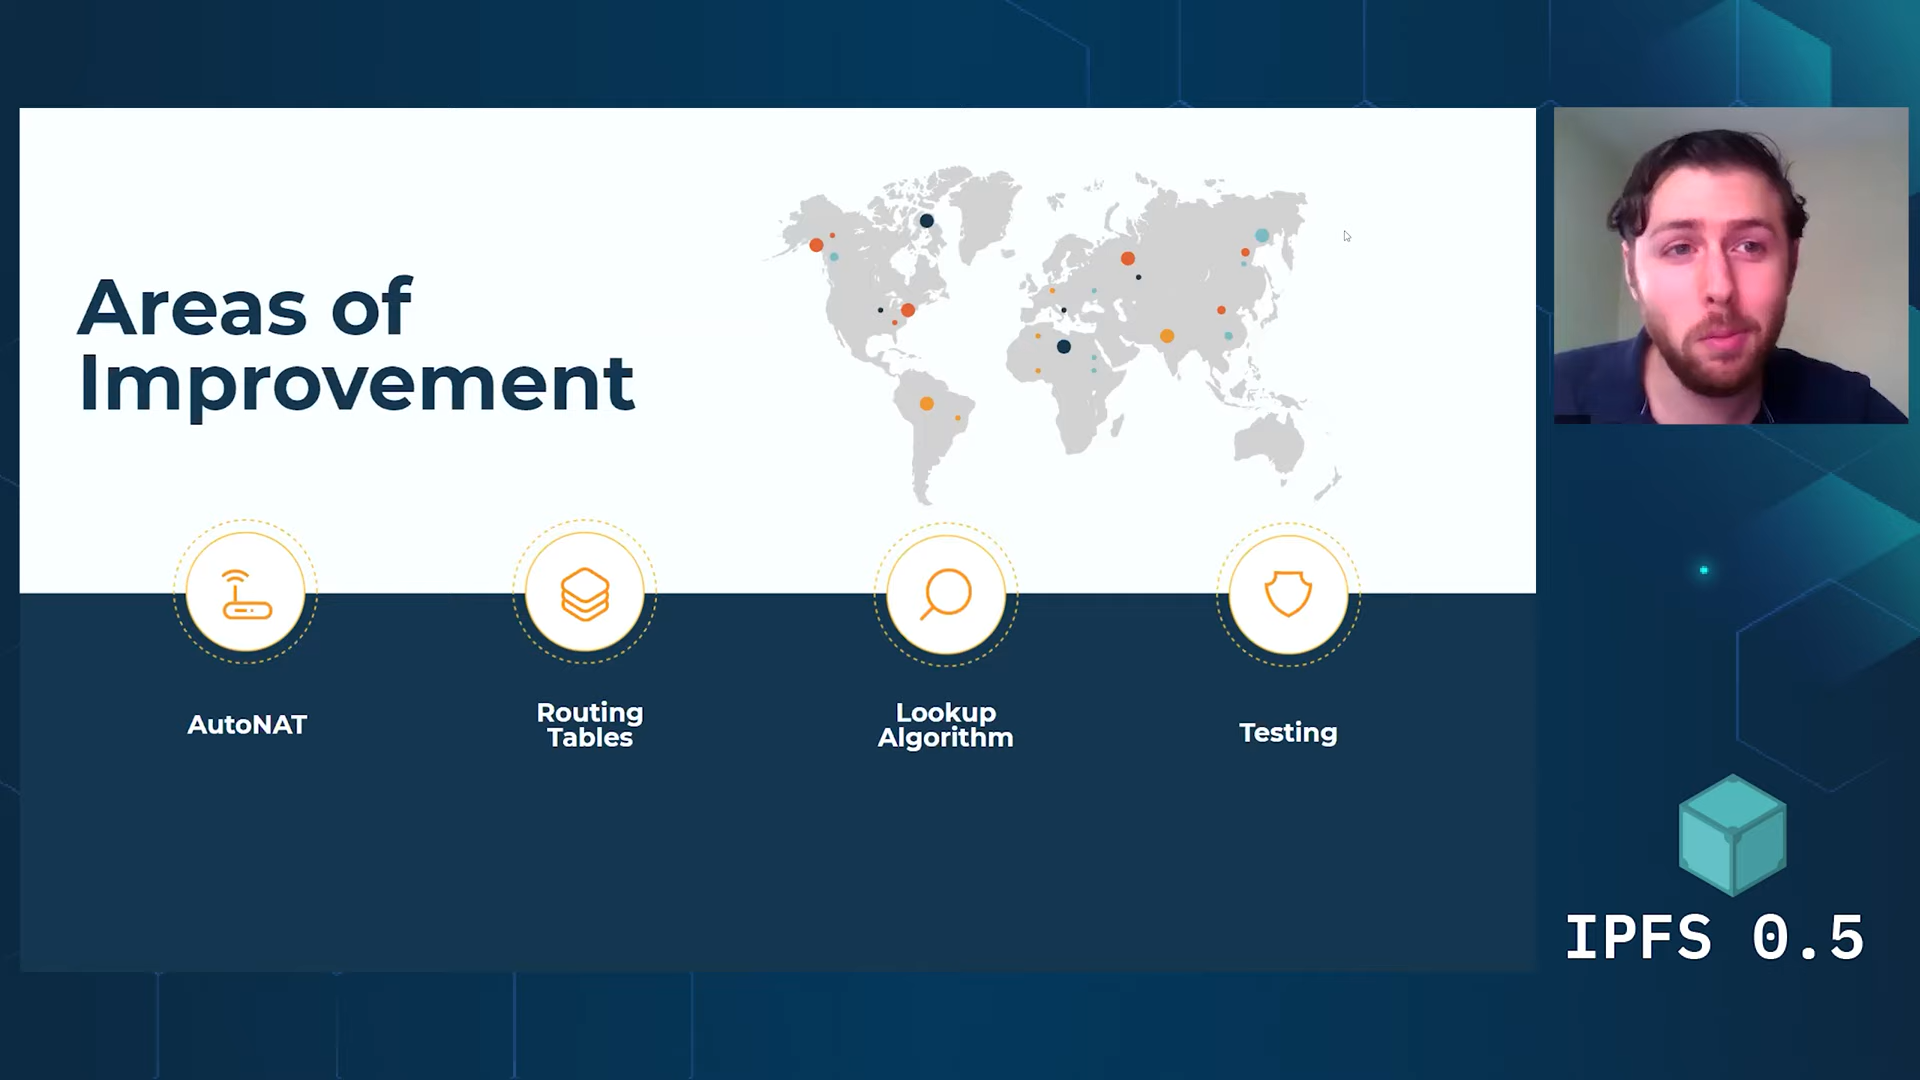 Areas of
Improvement
AutoNAT
Routing
Tables
Lookup
Algorithm
Testing
IPFS 0.5